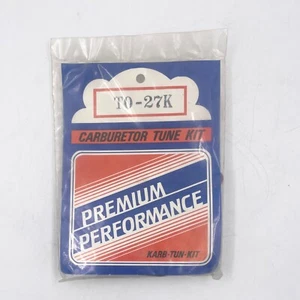 TO-27K
CARBURETOR TUNE KIT
PREMIUM
PERFORMANCE
KARB-TUN-KIT